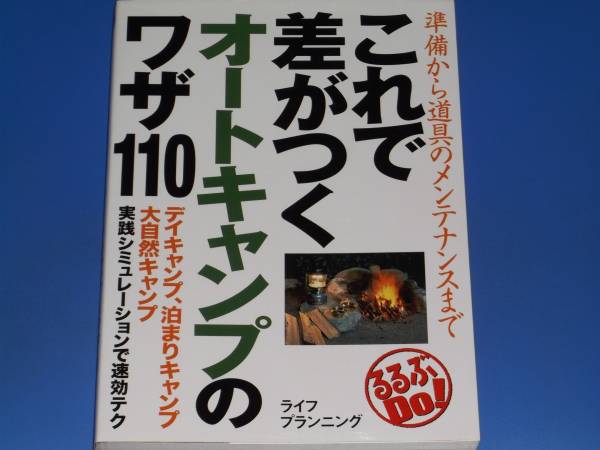 準備から道具のメンテナンスまで
これで
差がつく
オートキャンプの
ワザ110
デイキャンプ、泊まりキャンプ
大自然キャンプ
実践シミュレーションで速効テク
るるぶ
Do!
ライフ
プランニング